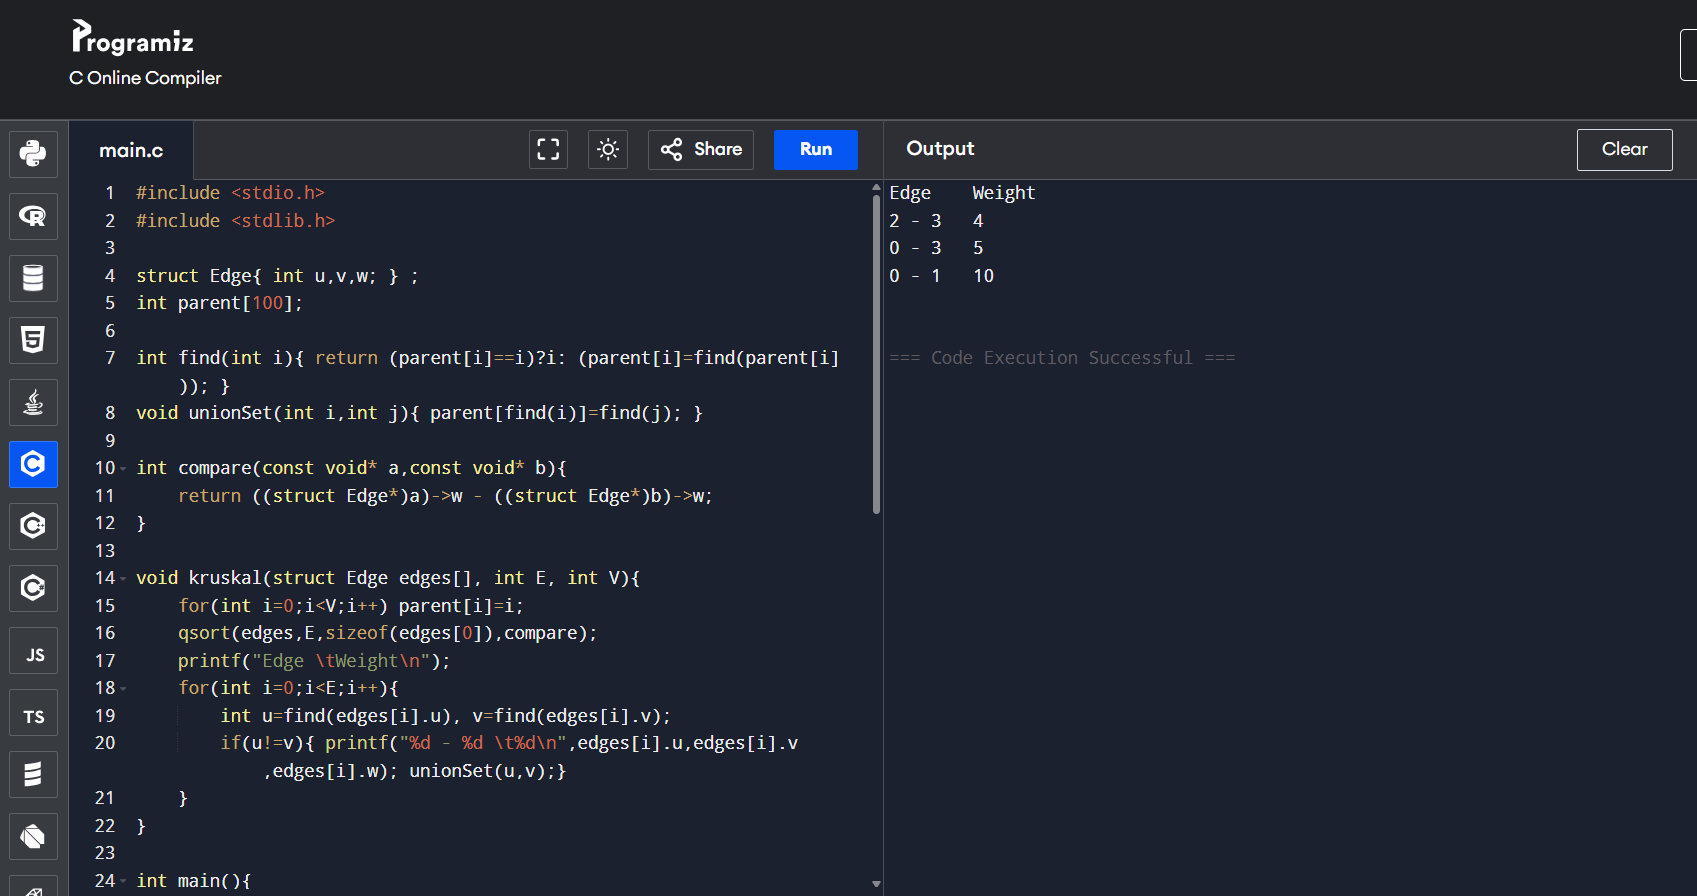 Programiz
C Online Compiler
main.c
Share
Run
Output
Clear
1 #include <stdio.h>
2 #include <stdlib.h>
3
4 struct Edge{ int u,v,w; } ;
5 int parent[100];
6
7 int find(int i){ return (parent[i]==i)?i: (parent[i]=find(parent[i]
)); }
8 void unionSet(int i,int j){ parent[find(i)]=find(j); }
9
10 int compare(const void* a,const void* b){
11     return ((struct Edge*)a)->w - ((struct Edge*)b)->w;
12 }
13
14 void kruskal(struct Edge edges[], int E, int V){
15     for(int i=0;i<V;i++) parent[i]=i;
16     qsort(edges,E,sizeof(edges[0]),compare);
17     printf("Edge \tWeight\n");
18     for(int i=0;i<E;i++){
19         int u=find(edges[i].u), v=find(edges[i].v);
20         if(u!=v){ printf("%d - %d \t%d\n",edges[i].u,edges[i].v
,edges[i].w); unionSet(u,v);}
21     }
22 }
23
24 int main(){
Edge    Weight
2 - 3   4
0 - 3   5
0 - 1   10
=== Code Execution Successful ===
R
5
C
C
C
JS
TS